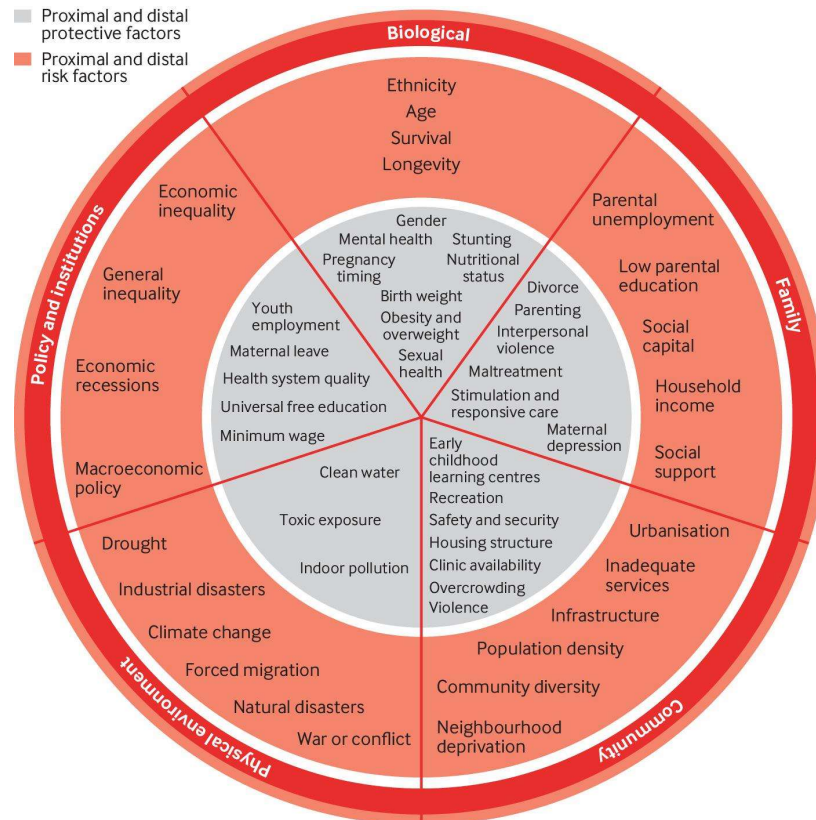 Proximal and distal
protective factors
Proximal and distal
risk factors
Biological
Ethnicity
Age
Survival
Longevity
Gender
Mental health
Stunting
Pregnancy
timing
Nutritional
status
Birth weight
Obesity and
overweight
Sexual
health
Family
Parental
unemployment
Low parental
education
Social
capital
Household
income
Social
support
Divorce
Parenting
Interpersonal
violence
Maltreatment
Stimulation and
responsive care
Maternal
depression
Community
Urbanisation
Inadequate
services
Infrastructure
Population density
Community diversity
Neighbourhood
deprivation
Early
childhood
learning centres
Recreation
Safety and security
Housing structure
Clinic availability
Overcrowding
Violence
Physical environment
Drought
Industrial disasters
Climate change
Forced migration
Natural disasters
War or conflict
Clean water
Toxic exposure
Indoor pollution
Policy and institutions
Economic
inequality
General
inequality
Economic
recessions
Macroeconomic
policy
Youth
employment
Maternal leave
Health system quality
Universal free education
Minimum wage